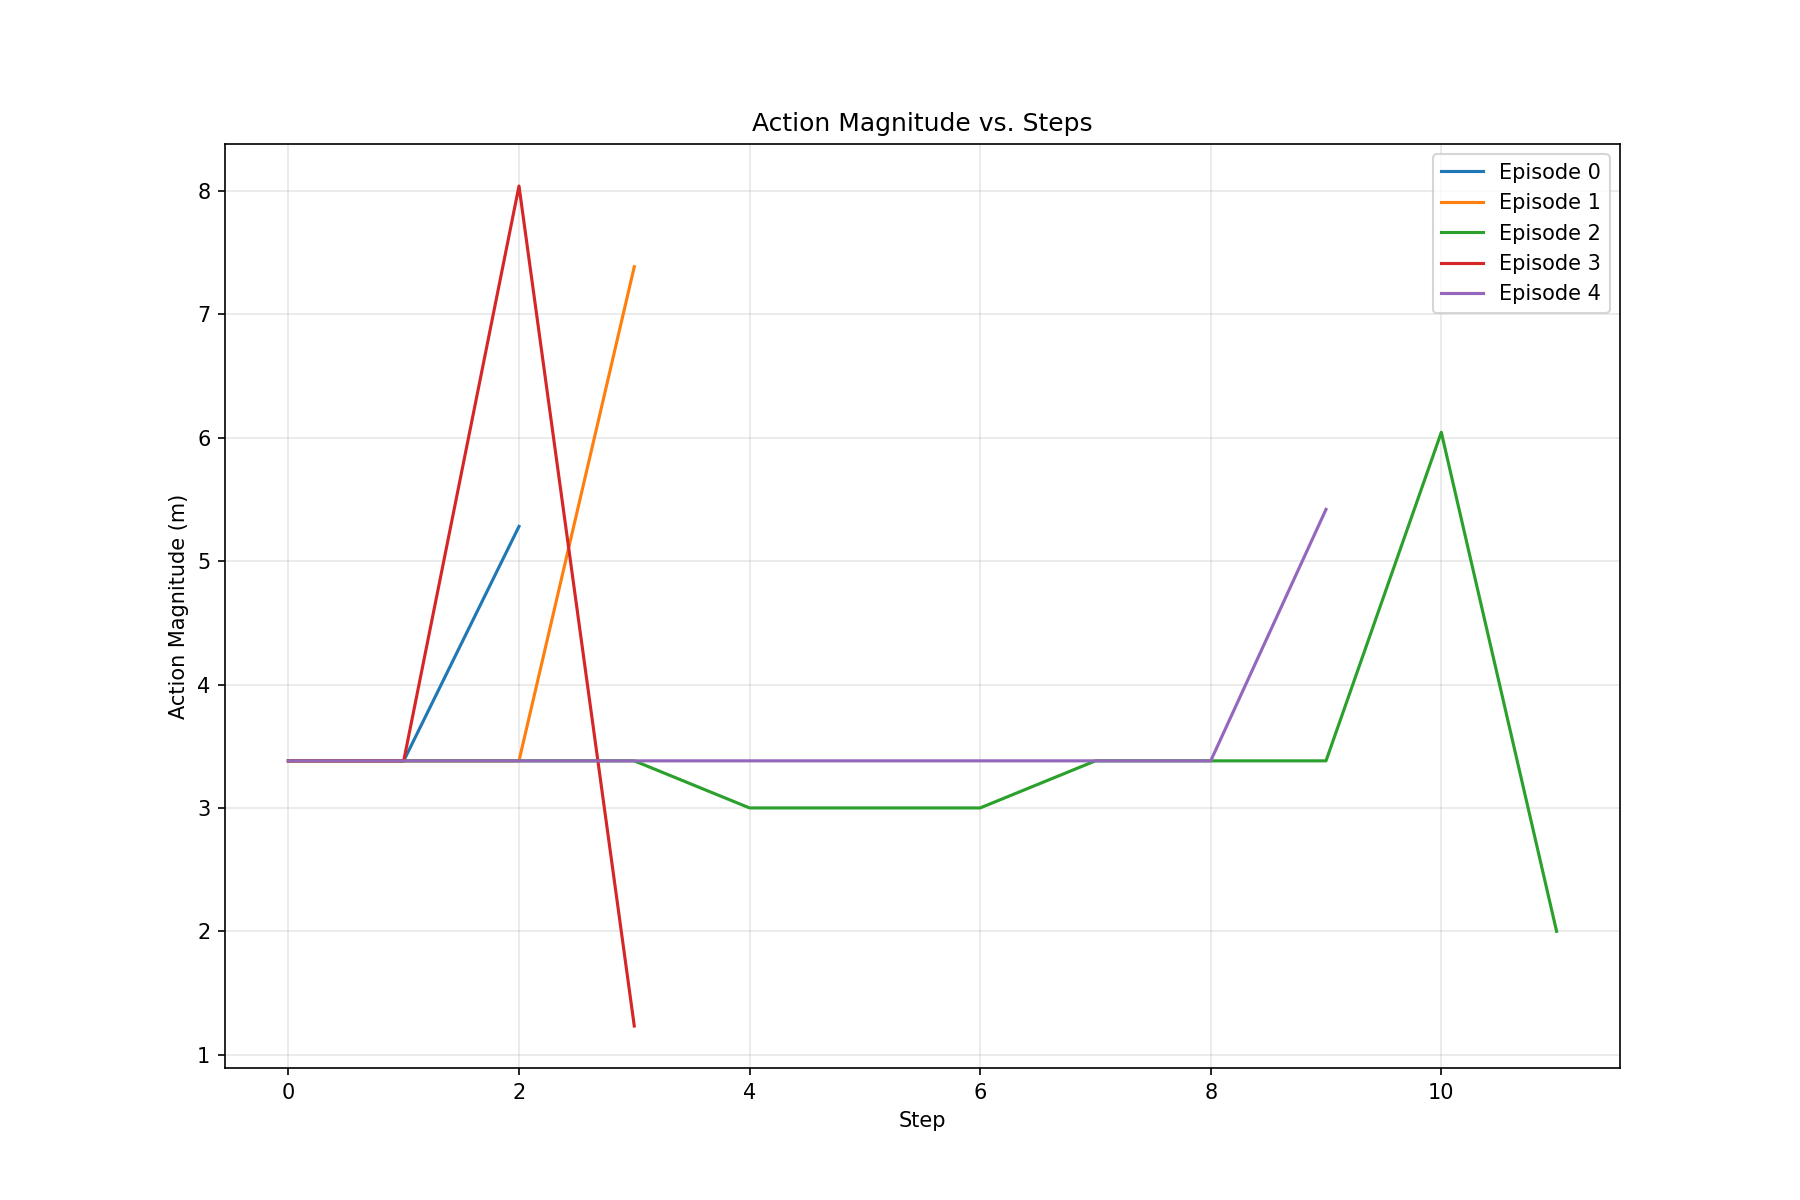 Action Magnitude vs. Steps
Action Magnitude (m)
8
7
6
5
4
3
2
1
0
2
4
6
8
10
Step
Episode 0
Episode 1
Episode 2
Episode 3
Episode 4